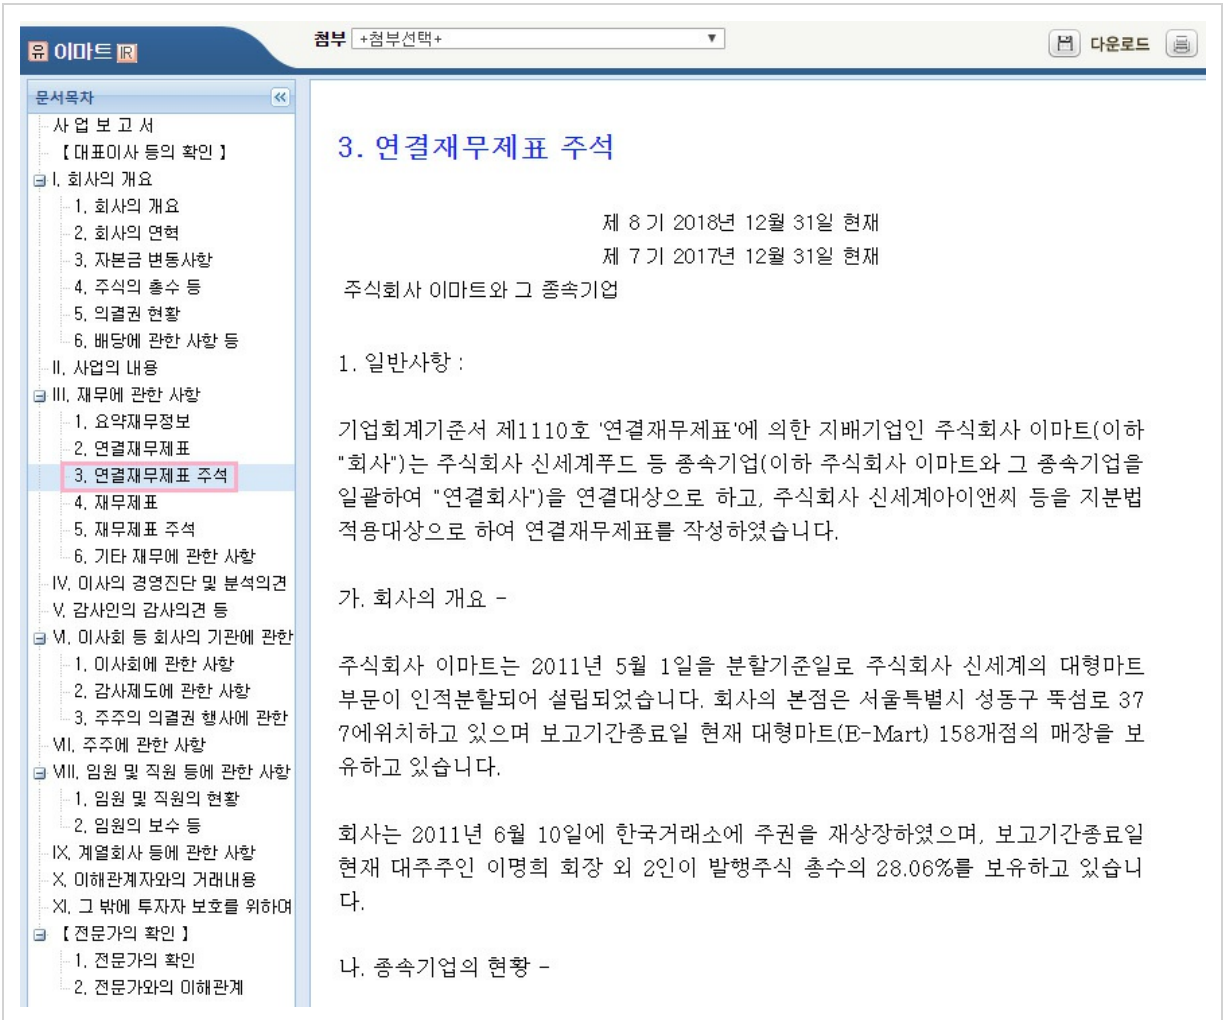 유 이마트 IR
첨부 +첨부선택+
다운로드
문서목차
사 업 보 고 서
【 대표이사 등의 확인 】
I. 회사의 개요
1. 회사의 개요
2. 회사의 연혁
3. 자본금 변동사항
4. 주식의 총수 등
5. 의결권 현황
6. 배당에 관한 사항 등
II. 사업의 내용
III. 재무에 관한 사항
1. 요약재무정보
2. 연결재무제표
3. 연결재무제표 주석
4. 재무제표
5. 재무제표 주석
6. 기타 재무에 관한 사항
IV. 이사의 경영진단 및 분석의견
V. 감사인의 감사의견 등
VI. 이사회 등 회사의 기관에 관한
1. 이사회에 관한 사항
2. 감사제도에 관한 사항
3. 주주의 의결권 행사에 관한
VII. 주주에 관한 사항
VIII. 임원 및 직원 등에 관한 사항
1. 임원 및 직원의 현황
2. 임원의 보수 등
IX. 계열회사 등에 관한 사항
X. 이해관계자와의 거래내용
XI. 그 밖에 투자자 보호를 위하여
【 전문가의 확인 】
1. 전문가의 확인
2. 전문가와의 이해관계
3. 연결재무제표 주석
제 8 기 2018년 12월 31일 현재
제 7 기 2017년 12월 31일 현재
주식회사 이마트와 그 종속기업
1. 일반사항 :
기업회계기준서 제1110호 '연결재무제표'에 의한 지배기업인 주식회사 이마트(이하
"회사")는 주식회사 신세계푸드 등 종속기업(이하 주식회사 이마트와 그 종속기업을
일괄하여 "연결회사")을 연결대상으로 하고, 주식회사 신세계아이앤씨 등을 지분법
적용대상으로 하여 연결재무제표를 작성하였습니다.
가. 회사의 개요 -
주식회사 이마트는 2011년 5월 1일을 분할기준일로 주식회사 신세계의 대형마트
부문이 인적분할되어 설립되었습니다. 회사의 본점은 서울특별시 성동구 뚝섬로 37
7에위치하고 있으며 보고기간종료일 현재 대형마트(E-Mart) 158개점의 매장을 보
유하고 있습니다.
회사는 2011년 6월 10일에 한국거래소에 주권을 재상장하였으며, 보고기간종료일
현재 대주주인 이명희 회장 외 2인이 발행주식 총수의 28.06%를 보유하고 있습니
다.
나. 종속기업의 현황 -